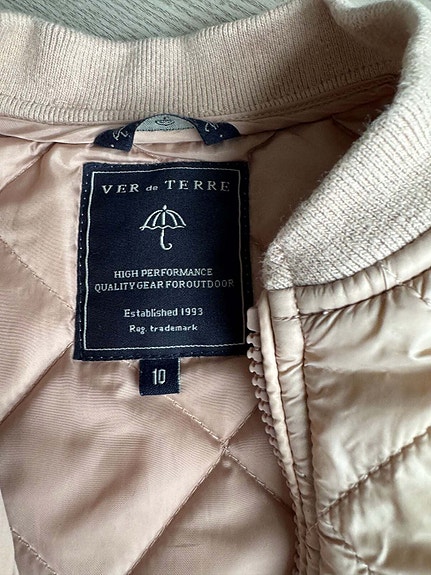 VER de TERRE
HIGH PERFORMANCE
QUALITY GEAR FOROUTDOOR
Established 1993
Reg. trademark
10